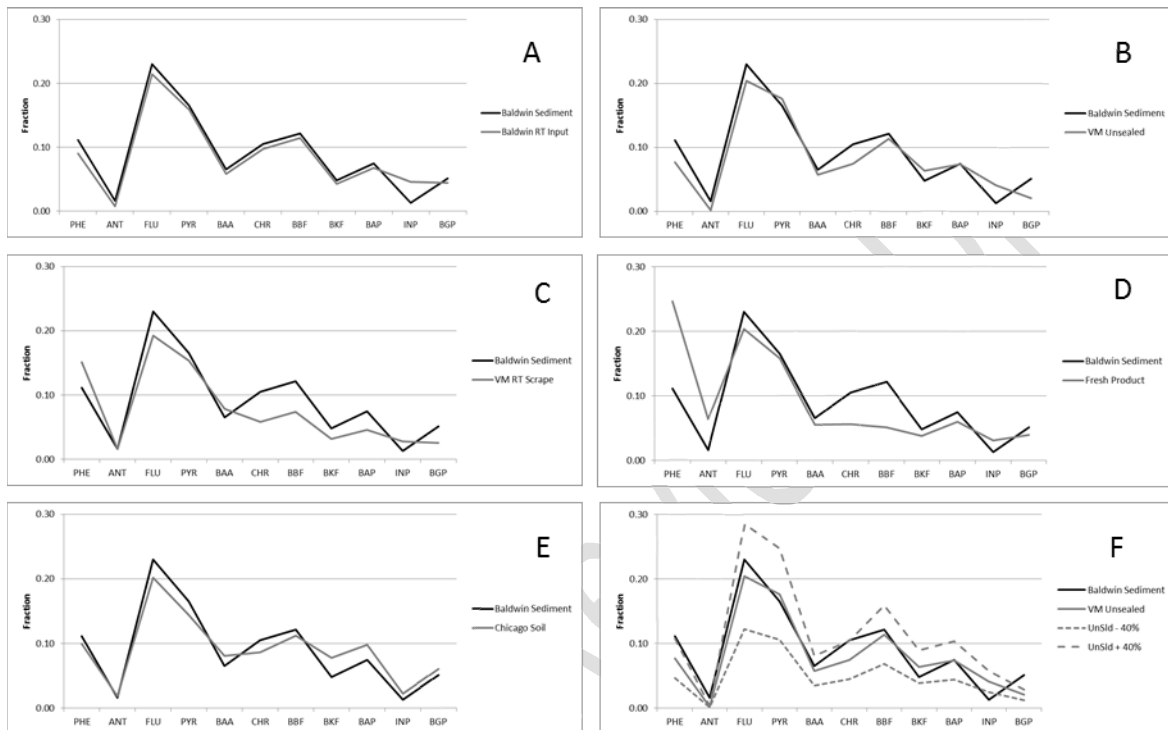 0.30
0.20
0.10
0.00
Fraction
A
Baldwin Sediment
Baldwin RT Input
PHE ANT FLU PYR BAA CHR BBF BKF BAP INP BGP
0.30
0.20
0.10
0.00
Fraction
B
Baldwin Sediment
VM Unsealed
PHE ANT FLU PYR BAA CHR BBF BKF BAP INP BGP
0.30
0.20
0.10
0.00
Fraction
C
Baldwin Sediment
VM RT Scrape
PHE ANT FLU PYR BAA CHR BBF BKF BAP INP BGP
0.30
0.20
0.10
0.00
Fraction
D
Baldwin Sediment
Fresh Product
PHE ANT FLU PYR BAA CHR BBF BKF BAP INP BGP
0.30
0.20
0.10
0.00
Fraction
E
Baldwin Sediment
Chicago Soil
PHE ANT FLU PYR BAA CHR BBF BKF BAP INP BGP
0.30
0.20
0.10
0.00
Fraction
F
Baldwin Sediment
VM Unsealed
UnSld - 40%
UnSld + 40%
PHE ANT FLU PYR BAA CHR BBF BKF BAP INP BGP